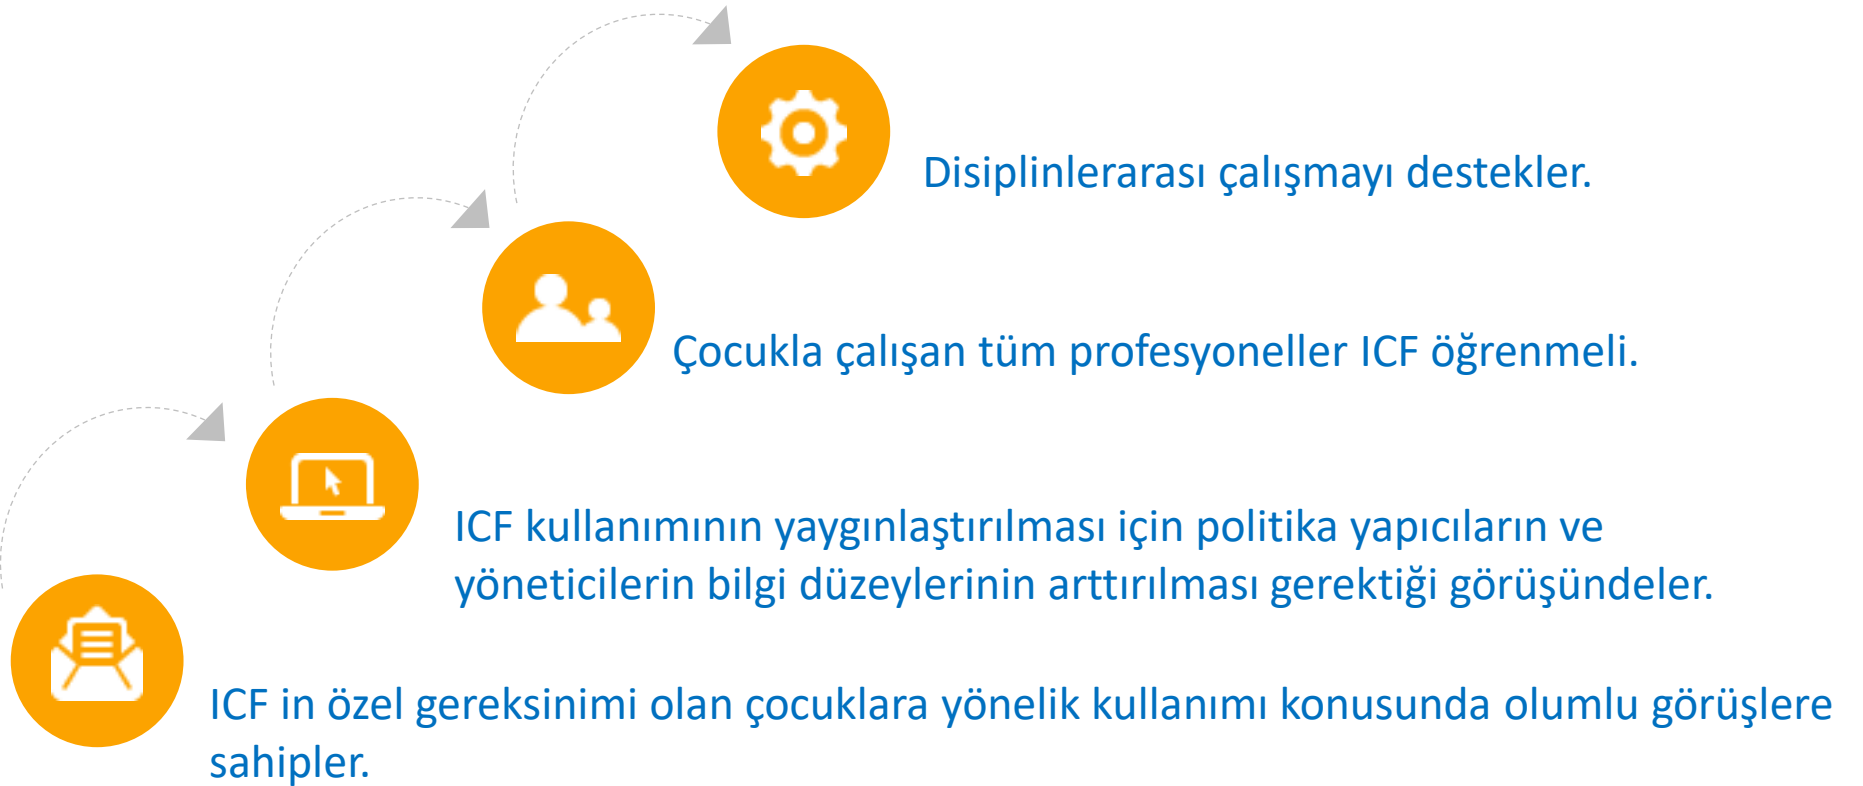 Disiplinlerarası çalışmayı destekler.
Çocukla çalışan tüm profesyoneller ICF öğrenmeli.
ICF kullanımının yaygınlaştırılması için politika yapıcıların ve
yöneticilerin bilgi düzeylerinin arttırılması gerektiği görüşündeler.
ICF in özel gereksinimi olan çocuklara yönelik kullanımı konusunda olumlu görüşlere
sahipler.